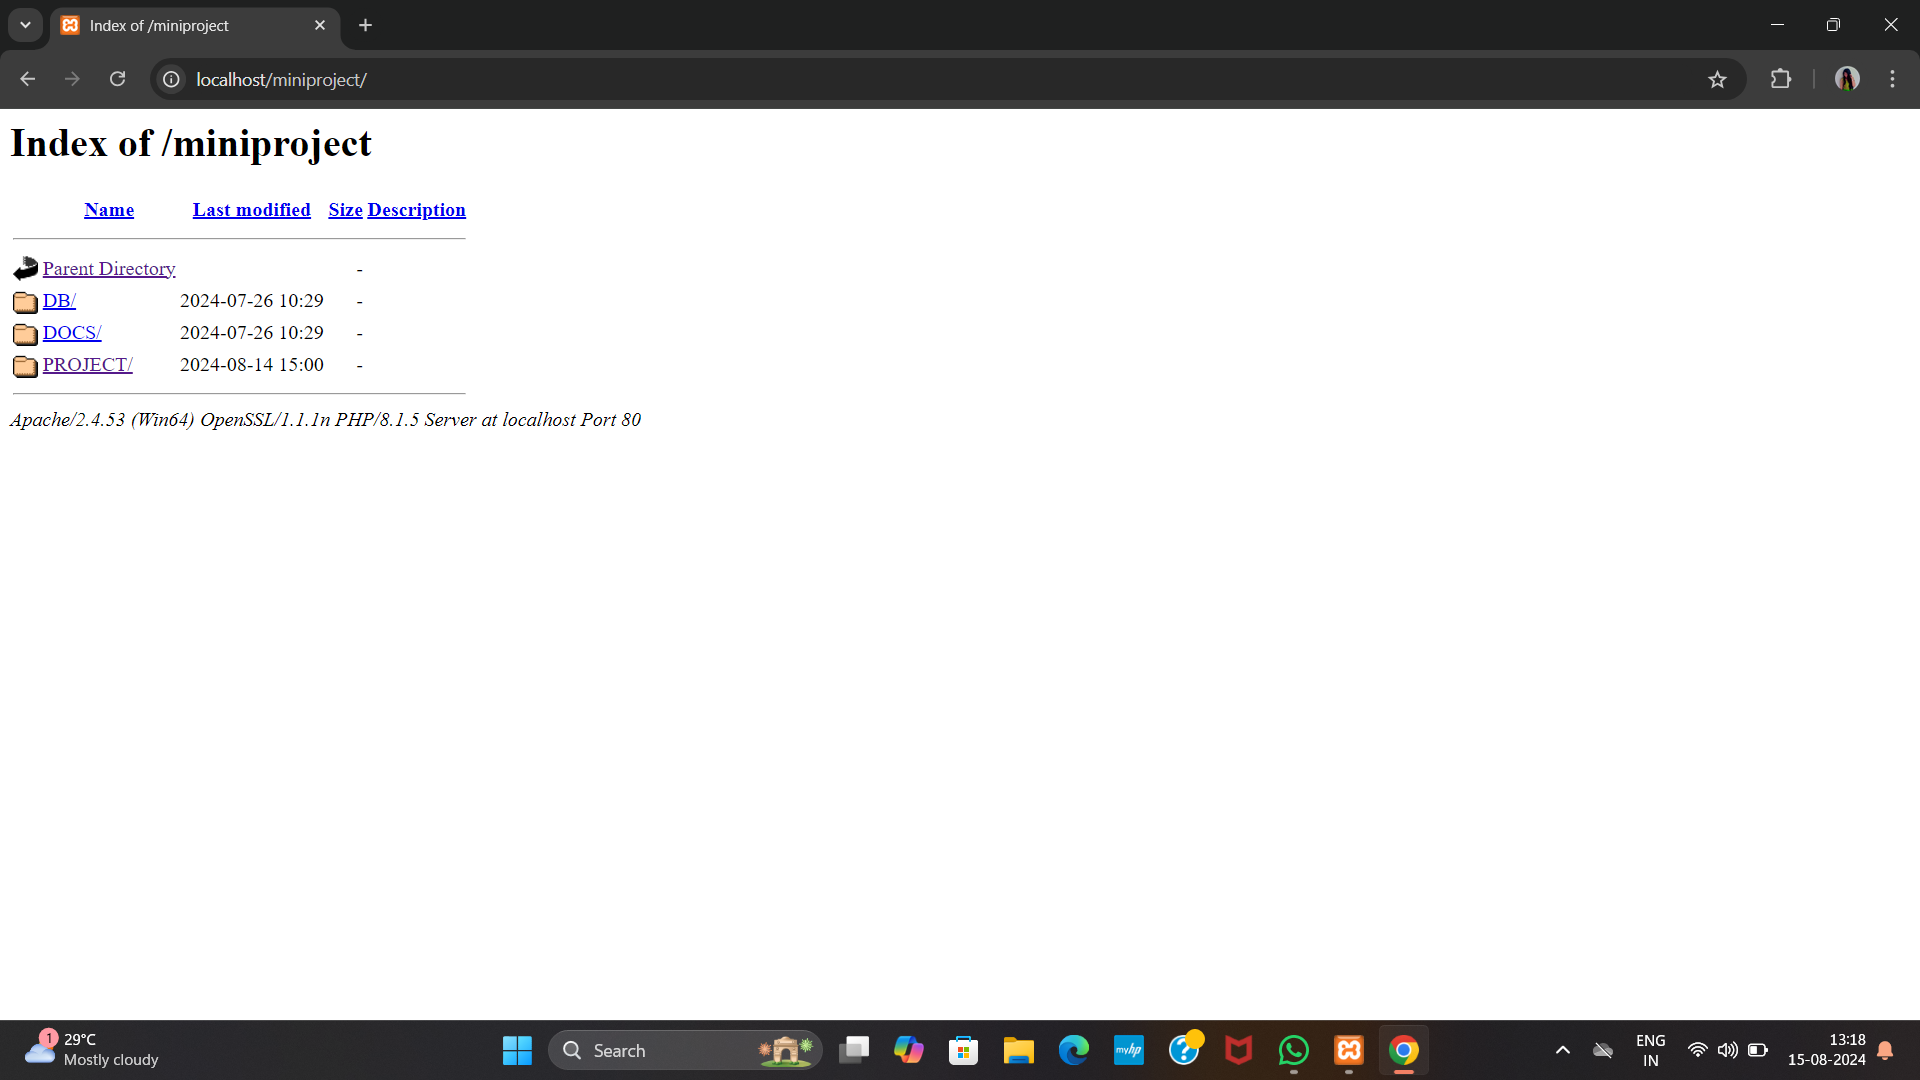 Index of /miniproject
localhost/miniproject/
Index of /miniproject
Name Last modified Size Description
Parent Directory -
DB/ 2024-07-26 10:29 -
DOCS/ 2024-07-26 10:29 -
PROJECT/ 2024-08-14 15:00 -
Apache/2.4.53 (Win64) OpenSSL/1.1.1n PHP/8.1.5 Server at localhost Port 80
1
29°C
Mostly cloudy
Search
myhp
ENG
IN
13:18
15-08-2024